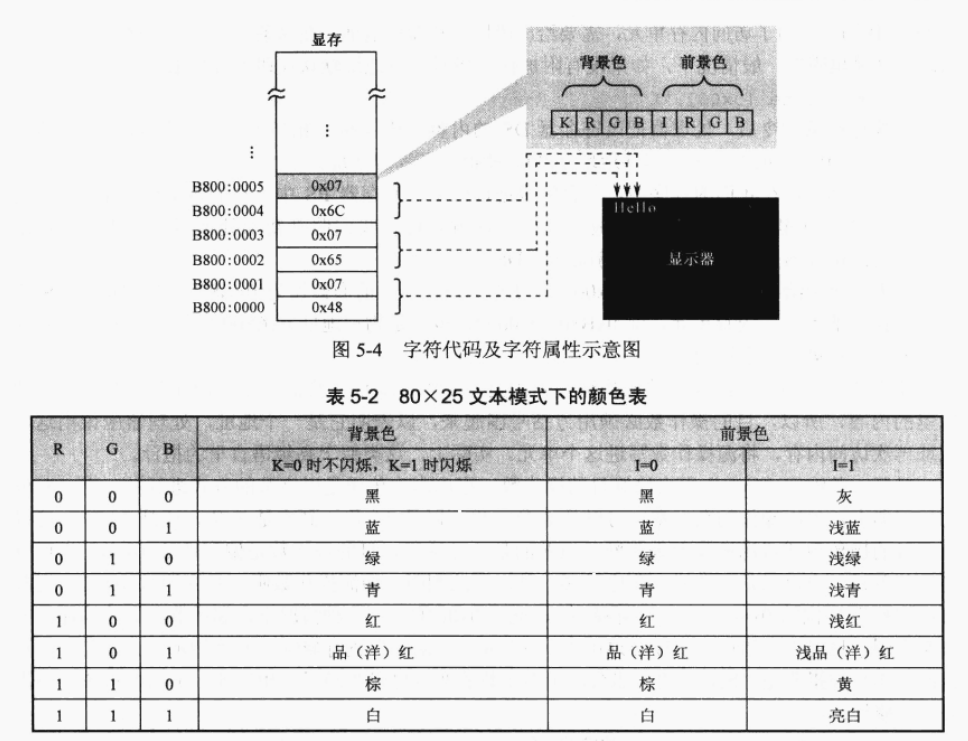 显存
背景色 前景色
K R G B I R G B
B800:0005 0x07
B800:0004 0x6C
B800:0003 0x07
B800:0002 0x65
B800:0001 0x07
B800:0000 0x48
Hello
显示器
图 5-4 字符代码及字符属性示意图
表 5-2 80×25 文本模式下的颜色表
R G B 背景色 前景色
K=0 时不闪烁，K=1 时闪烁 I=0 I=1
0 0 0 黑 黑 灰
0 0 1 蓝 蓝 浅蓝
0 1 0 绿 绿 浅绿
0 1 1 青 青 浅青
1 0 0 红 红 浅红
1 0 1 品（洋）红 品（洋）红 浅品（洋）红
1 1 0 棕 棕 黄
1 1 1 白 白 亮白